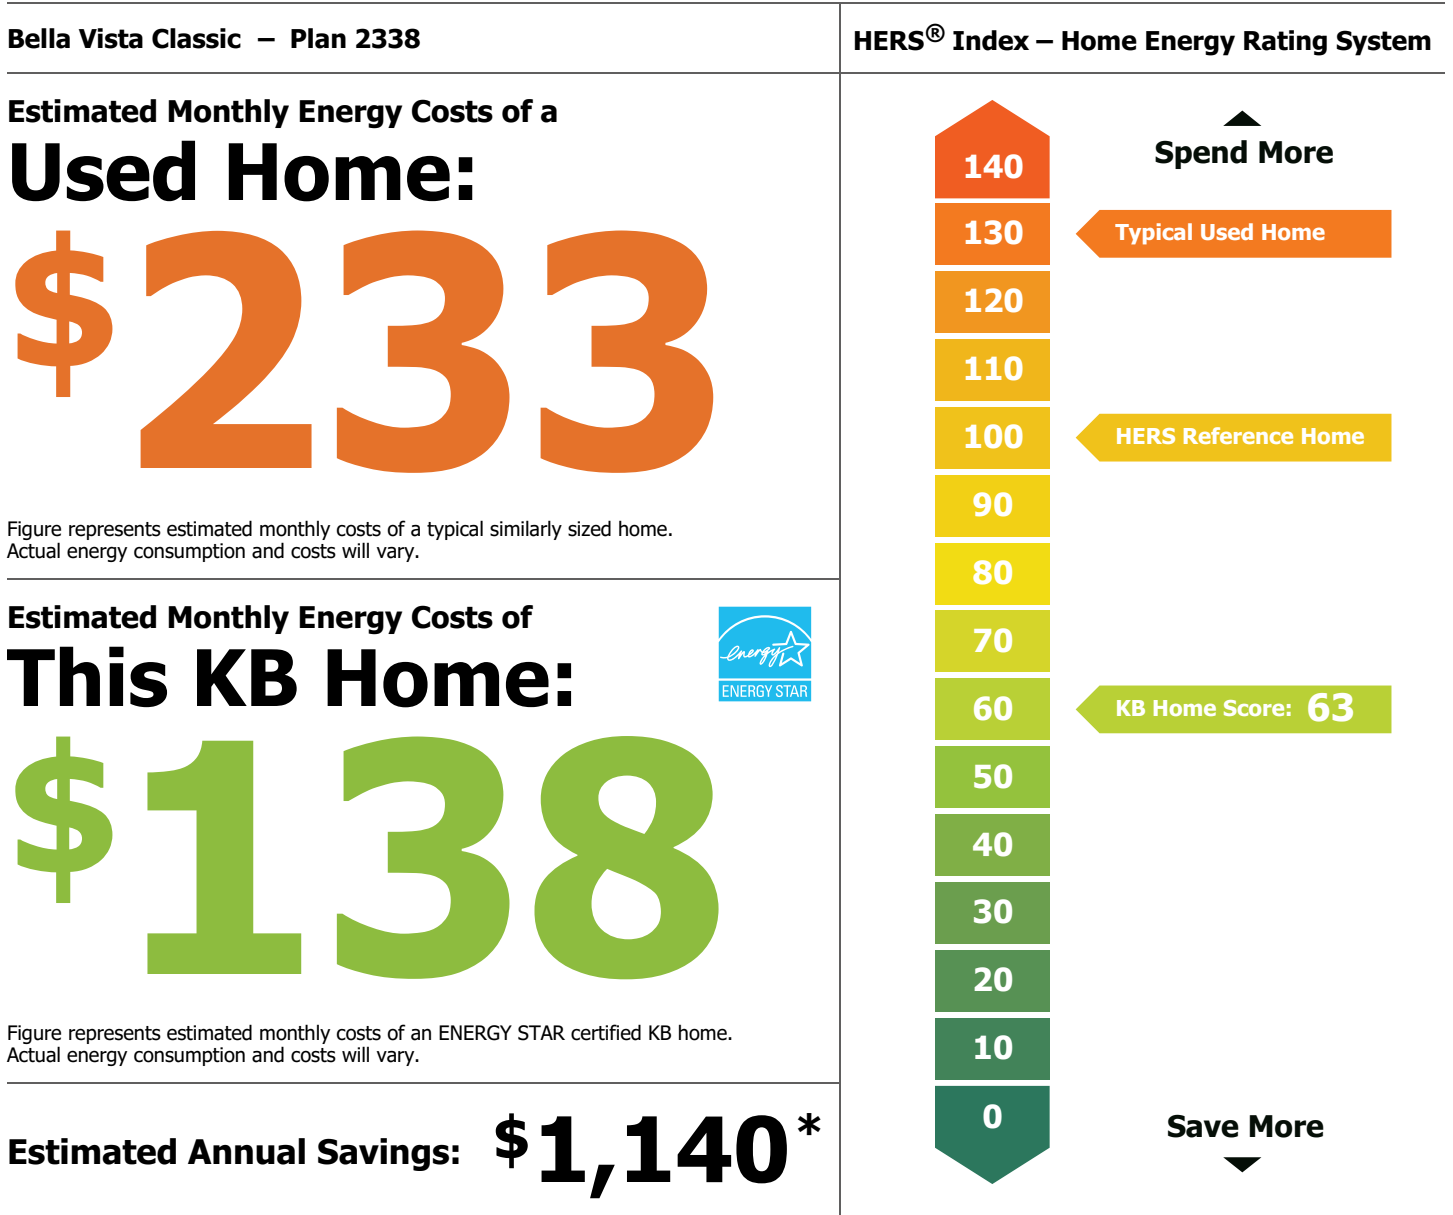 Bella Vista Classic – Plan 2338
Estimated Monthly Energy Costs of a
Used Home:
$233
Figure represents estimated monthly costs of a typical similarly sized home.
Actual energy consumption and costs will vary.
Estimated Monthly Energy Costs of
This KB Home:
energy
ENERGY STAR
$138
Figure represents estimated monthly costs of an ENERGY STAR certified KB home.
Actual energy consumption and costs will vary.
Estimated Annual Savings: $1,140*
HERS® Index – Home Energy Rating System
Spend More
140
130 Typical Used Home
120
110
100 HERS Reference Home
90
80
70
60 KB Home Score: 63
50
40
30
20
10
0
Save More